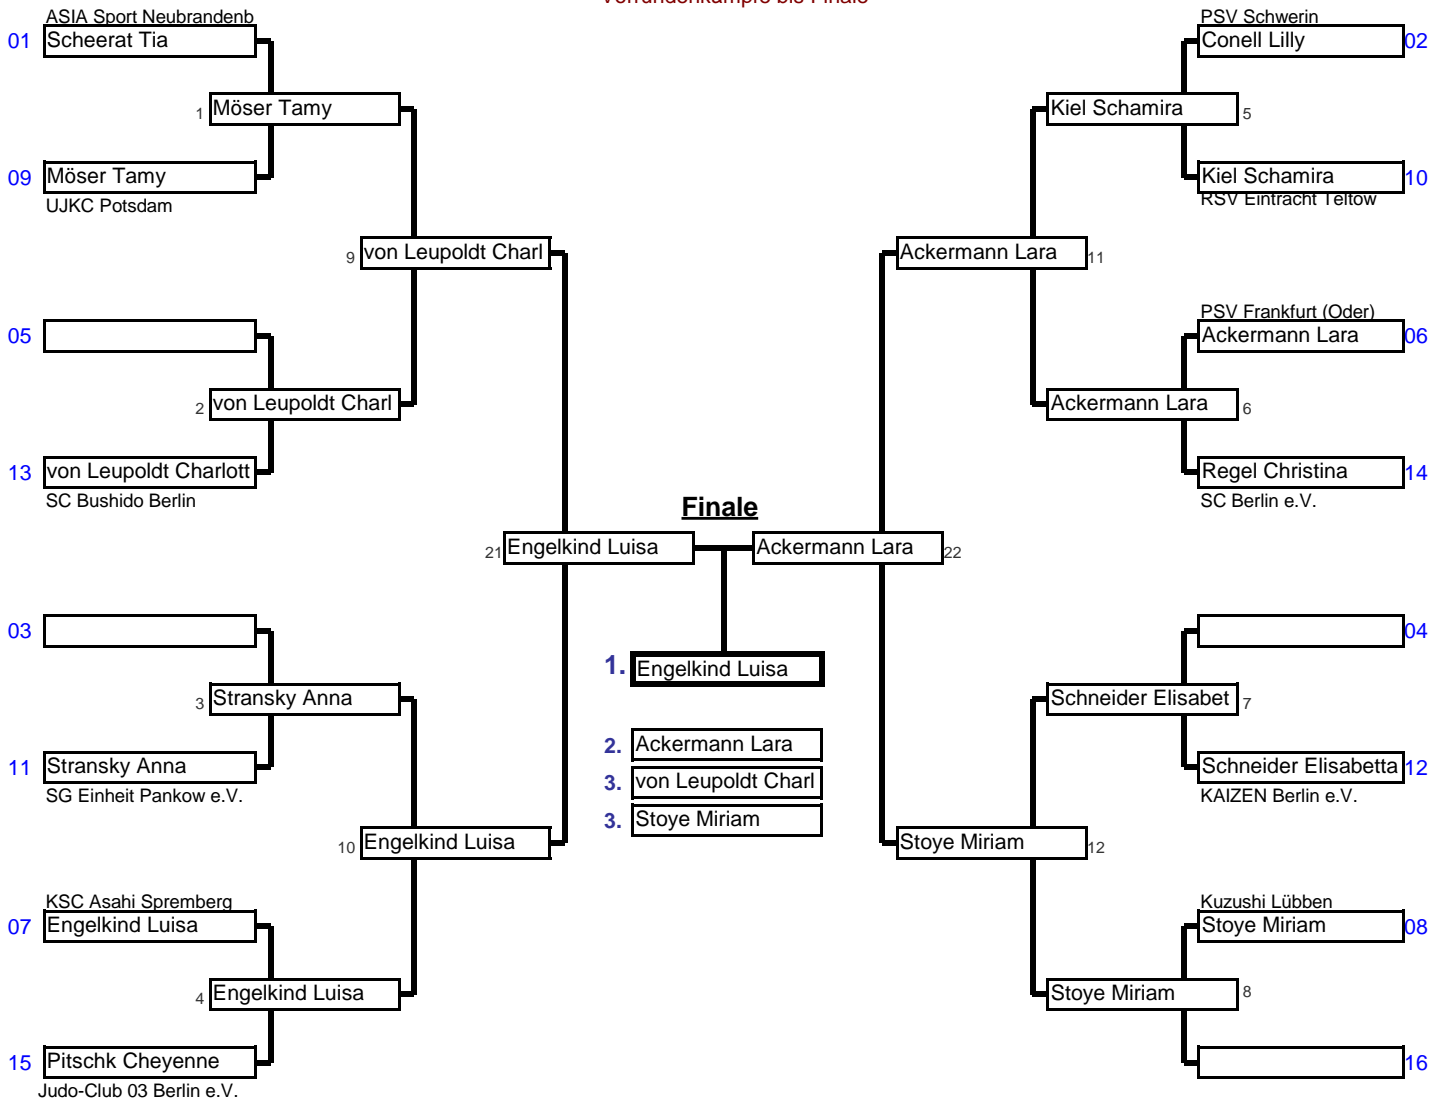 Vorrundenkämpfe bis Finale
ASIA Sport Neubrandenb
01 Scheerat Tia
1 Möser Tamy
09 Möser Tamy
UJKC Potsdam
9 von Leupoldt Charl
05
2 von Leupoldt Charl
13 von Leupoldt Charlott
SC Bushido Berlin
21 Engelkind Luisa
03
3 Stransky Anna
11 Stransky Anna
SG Einheit Pankow e.V.
10 Engelkind Luisa
KSC Asahi Spremberg
07 Engelkind Luisa
4 Engelkind Luisa
15 Pitschk Cheyenne
Judo-Club 03 Berlin e.V.
Finale
1. Engelkind Luisa
2. Ackermann Lara
3. von Leupoldt Charl
3. Stoye Miriam
PSV Schwerin
Conell Lilly 02
Kiel Schamira 5
Kiel Schamira 10
RSV Eintracht Teltow
Ackermann Lara 11
PSV Frankfurt (Oder)
Ackermann Lara 06
Ackermann Lara 6
Regel Christina 14
SC Berlin e.V.
Ackermann Lara 22
04
Schneider Elisabet 7
Schneider Elisabetta 12
KAIZEN Berlin e.V.
Stoye Miriam 12
Kuzushi Lübben
Stoye Miriam 08
Stoye Miriam 8
16